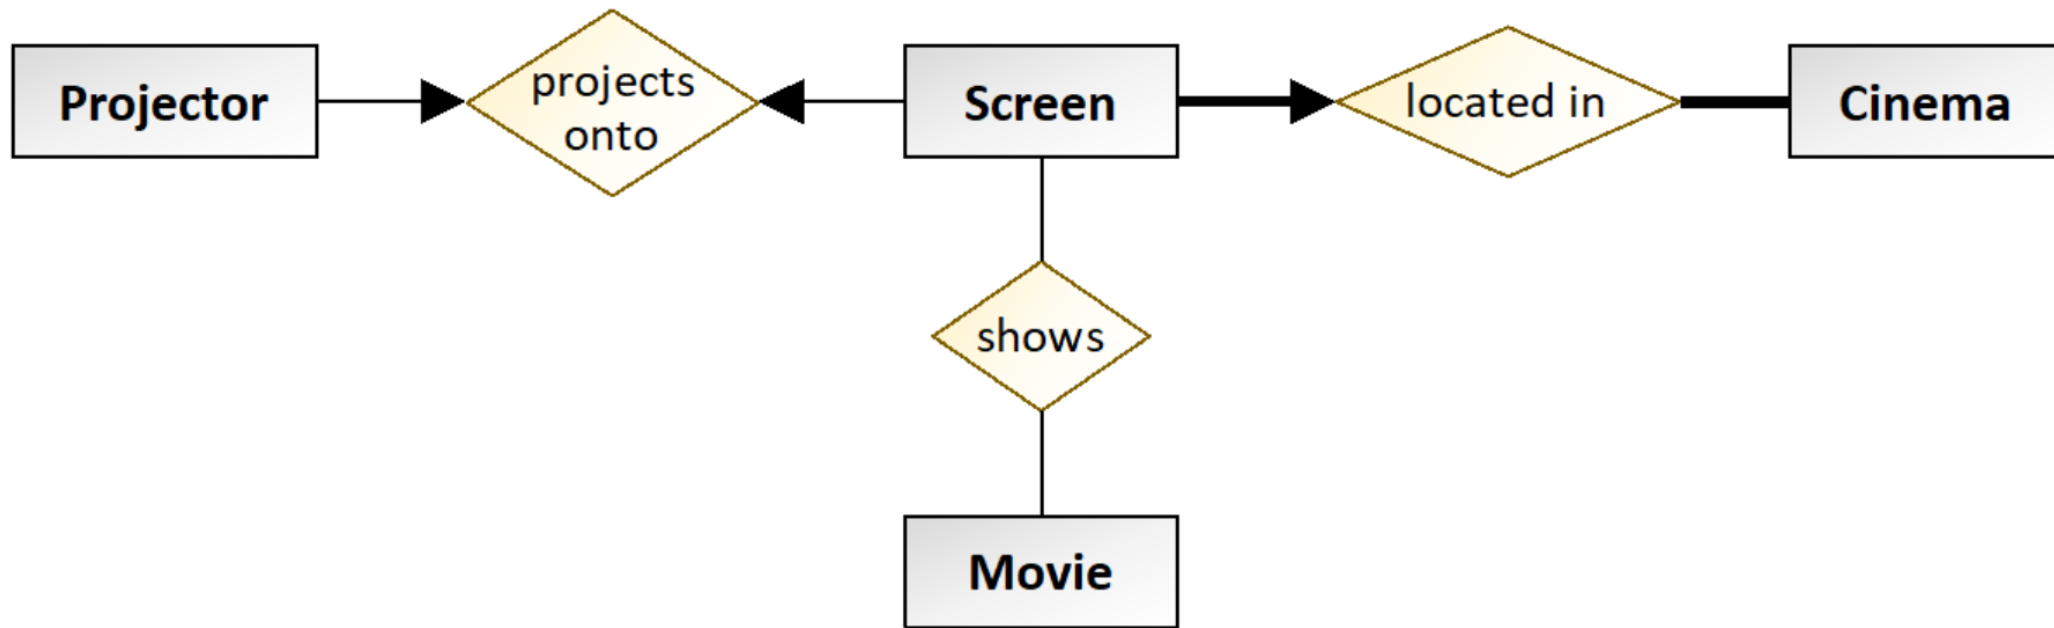 Projector
projects
onto
Screen
located in
Cinema
shows
Movie